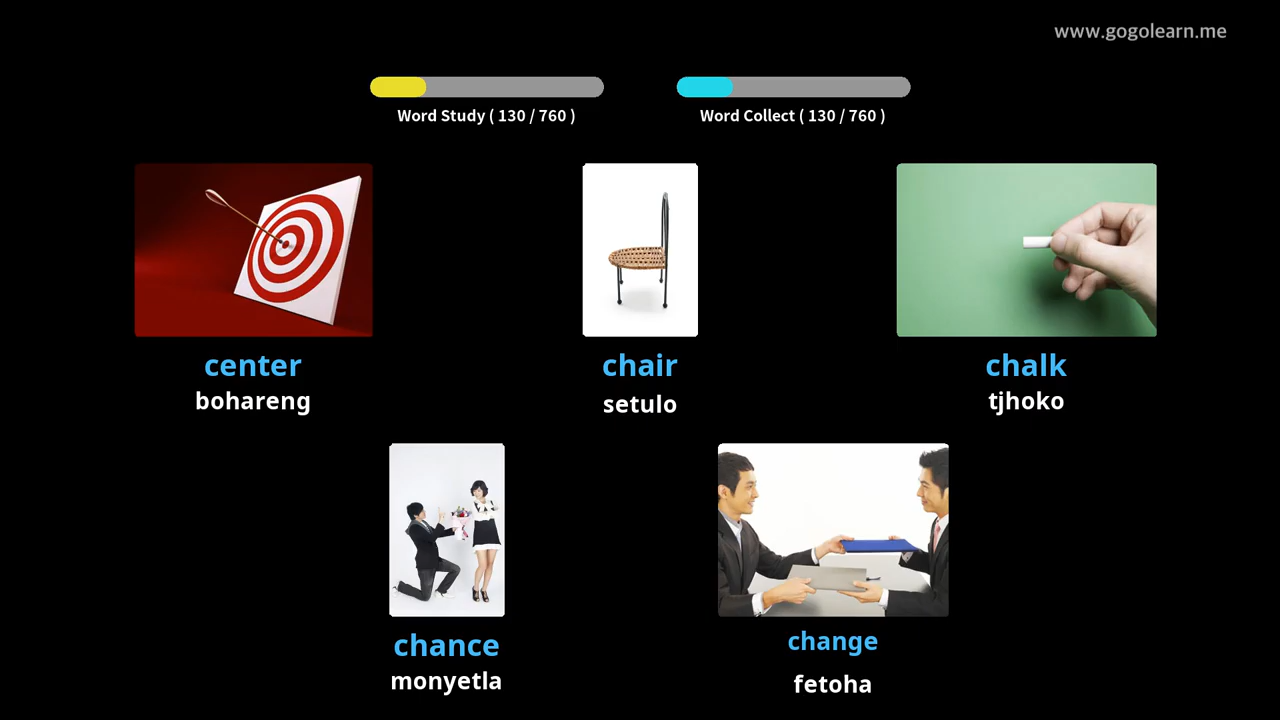 www.gogolearn.me
Word Study ( 130 / 760 )
Word Collect ( 130 / 760 )
center
bohareng
chair
setulo
chalk
tjhoko
chance
monyetla
change
fetoha